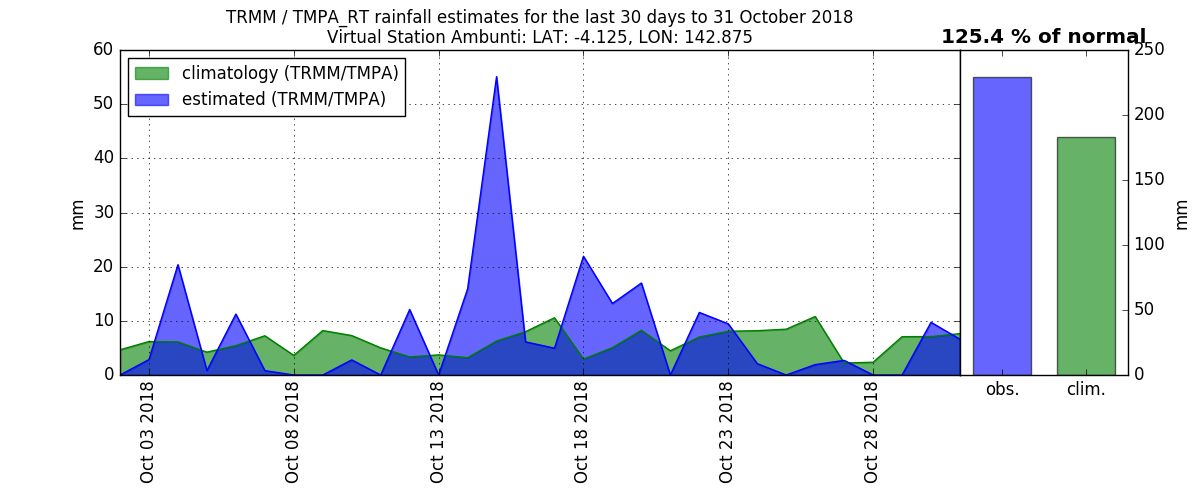 TRMM / TMPA_RT rainfall estimates for the last 30 days to 31 October 2018
Virtual Station Ambunti: LAT: -4.125, LON: 142.875
125.4 % of normal
climatology (TRMM/TMPA)
estimated (TRMM/TMPA)
60
50
40
30
20
10
0
mm
250
200
150
100
50
0
mm
Oct 03 2018
Oct 08 2018
Oct 13 2018
Oct 18 2018
Oct 23 2018
Oct 28 2018
obs.
clim.